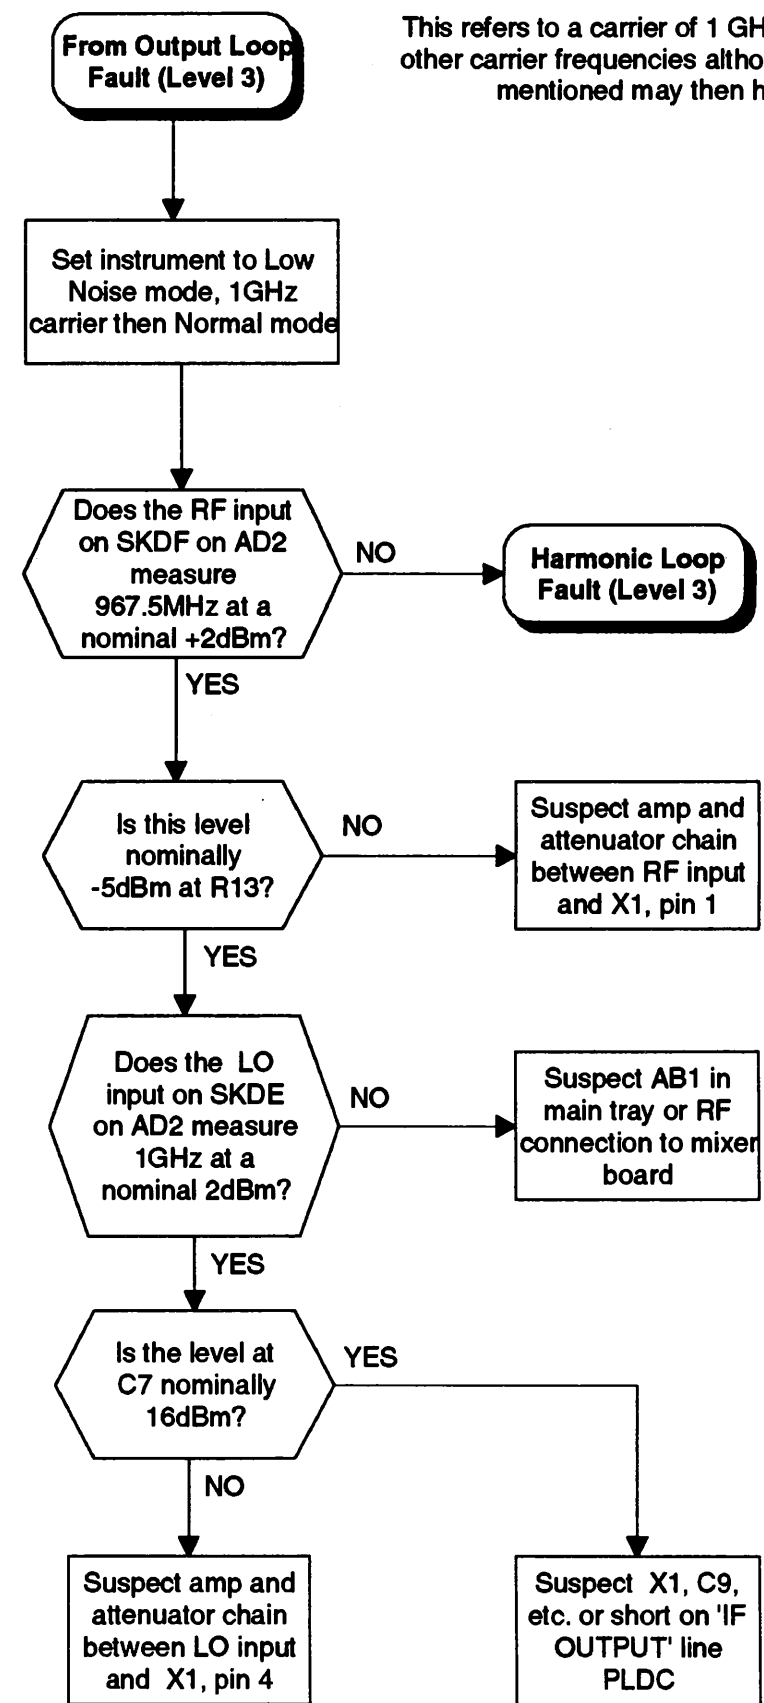 From Output Loop
Fault (Level 3)
This refers to a carrier of 1 GH
other carrier frequencies altho
mentioned may then h
Set instrument to Low
Noise mode, 1GHz
carrier then Normal mode
Does the RF input
on SKDF on AD2
measure
967.5MHz at a
nominal +2dBm?
NO
Harmonic Loop
Fault (Level 3)
YES
Is this level
nominally
-5dBm at R13?
NO
Suspect amp and
attenuator chain
between RF input
and X1, pin 1
YES
Does the LO
input on SKDE
on AD2 measure
1GHz at a
nominal 2dBm?
NO
Suspect AB1 in
main tray or RF
connection to mixer
board
YES
Is the level at
C7 nominally
16dBm?
YES
NO
Suspect amp and
attenuator chain
between LO input
and X1, pin 4
Suspect X1, C9,
etc. or short on 'IF
OUTPUT' line
PLDC